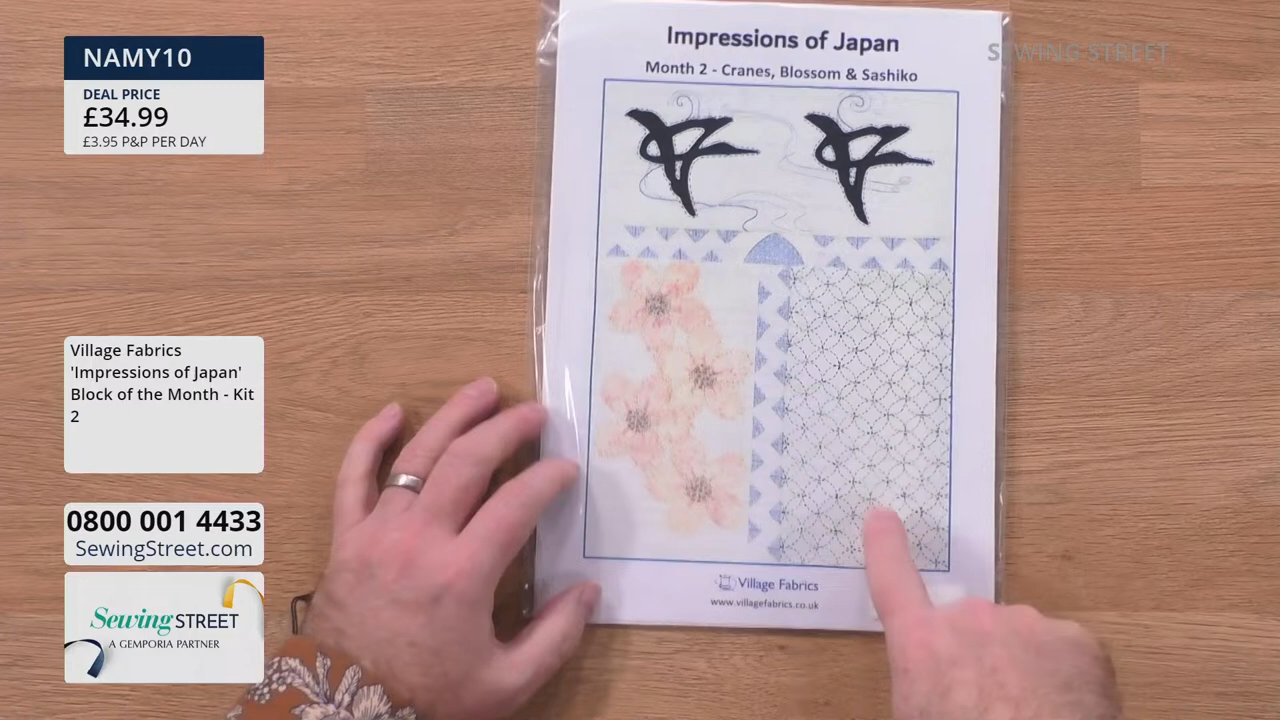 NAMY10
DEAL PRICE
£34.99
£3.95 P&P PER DAY
Village Fabrics
'Impressions of Japan'
Block of the Month - Kit
2
0800 001 4433
SewingStreet.com
Sewing STREET
A GEMPORIA PARTNER
SEWING STREET
Impressions of Japan
Month 2 - Cranes, Blossom & Sashiko
Village Fabrics
www.villagefabrics.co.uk